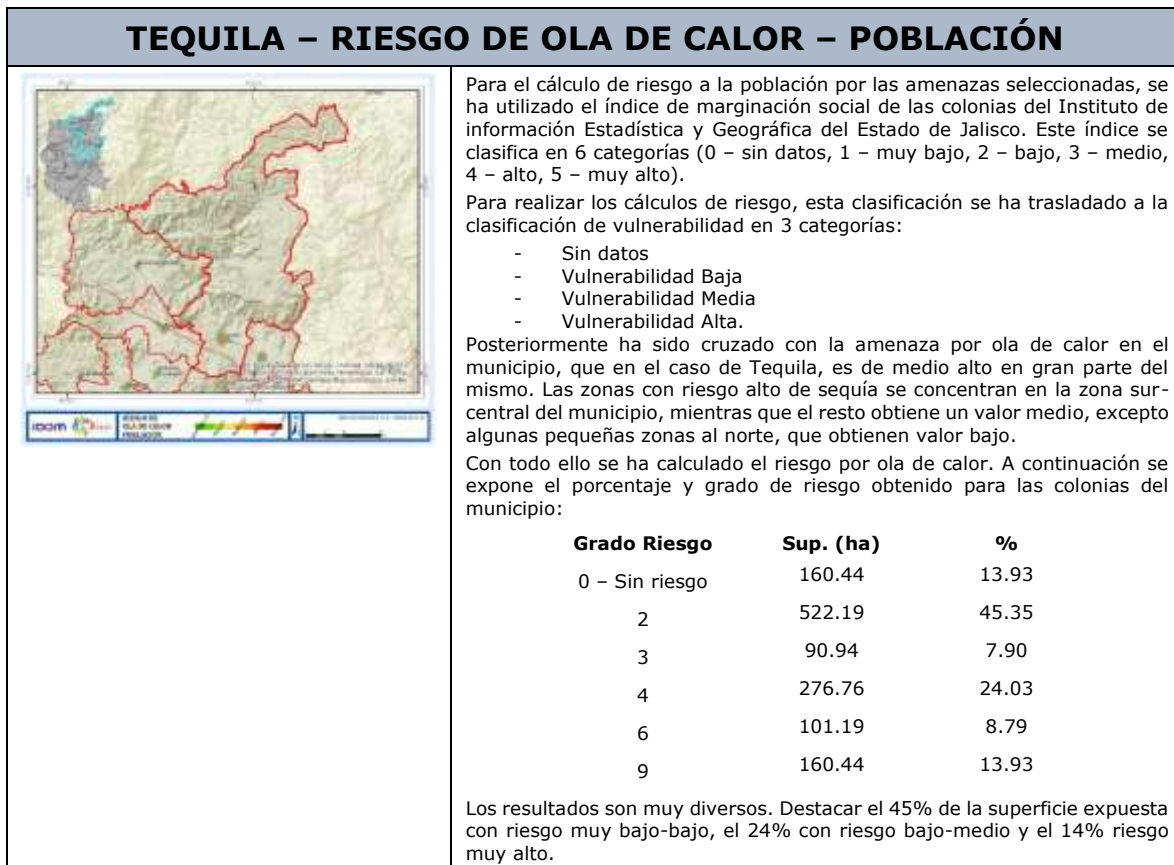 TEQUILA – RIESGO DE OLA DE CALOR – POBLACIÓN
Para el cálculo de riesgo a la población por las amenazas seleccionadas, se
ha utilizado el índice de marginación social de las colonias del Instituto de
información Estadística y Geográfica del Estado de Jalisco. Este índice se
clasifica en 6 categorías (0 – sin datos, 1 – muy bajo, 2 – bajo, 3 – medio,
4 – alto, 5 – muy alto).
Para realizar los cálculos de riesgo, esta clasificación se ha trasladado a la
clasificación de vulnerabilidad en 3 categorías:
- Sin datos
- Vulnerabilidad Baja
- Vulnerabilidad Media
- Vulnerabilidad Alta.
Posteriormente ha sido cruzado con la amenaza por ola de calor en el
municipio, que en el caso de Tequila, es de medio alto en gran parte del
mismo. Las zonas con riesgo alto de sequía se concentran en la zona sur-
central del municipio, mientras que el resto obtiene un valor medio, excepto
algunas pequeñas zonas al norte, que obtienen valor bajo.
Con todo ello se ha calculado el riesgo por ola de calor. A continuación se
expone el porcentaje y grado de riesgo obtenido para las colonias del
municipio:
Grado Riesgo Sup. (ha) %
0 – Sin riesgo 160.44 13.93
2 522.19 45.35
3 90.94 7.90
4 276.76 24.03
6 101.19 8.79
9 160.44 13.93
Los resultados son muy diversos. Destacar el 45% de la superficie expuesta
con riesgo muy bajo-bajo, el 24% con riesgo bajo-medio y el 14% riesgo
muy alto.
OLA DE CALOR